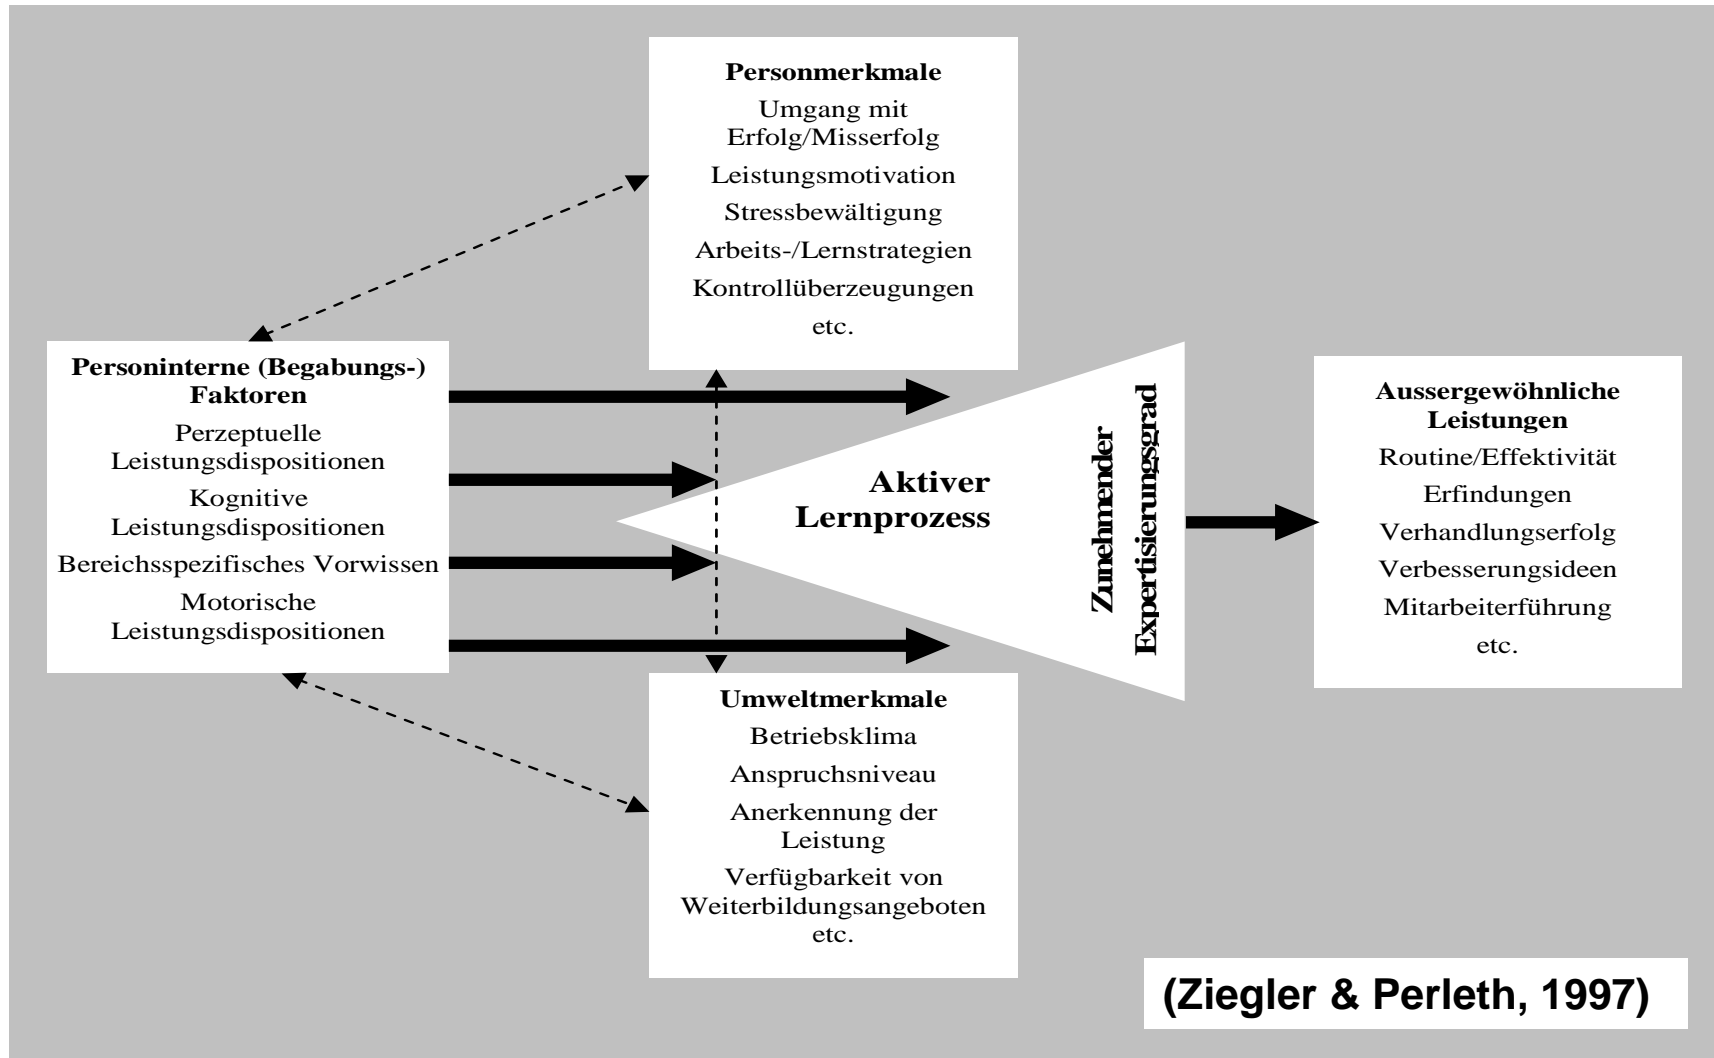 Personmerkmale
Umgang mit
Erfolg/Misserfolg
Leistungsmotivation
Stressbewältigung
Arbeits-/Lernstrategien
Kontrollüberzeugungen
etc.
Personinterne (Begabungs-)
Faktoren
Perzeptuelle
Leistungsdispositionen
Kognitive
Leistungsdispositionen
Bereichsspezifisches Vorwissen
Motorische
Leistungsdispositionen
Aktiver
Lernprozess
Zunehmender
Expertisierungsgrad
Aussergewöhnliche
Leistungen
Routine/Effektivität
Erfindungen
Verhandlungserfolg
Verbesserungsideen
Mitarbeiterführung
etc.
Umweltmerkmale
Betriebsklima
Anspruchsniveau
Anerkennung der
Leistung
Verfügbarkeit von
Weiterbildungsangeboten
etc.
(Ziegler & Perleth, 1997)